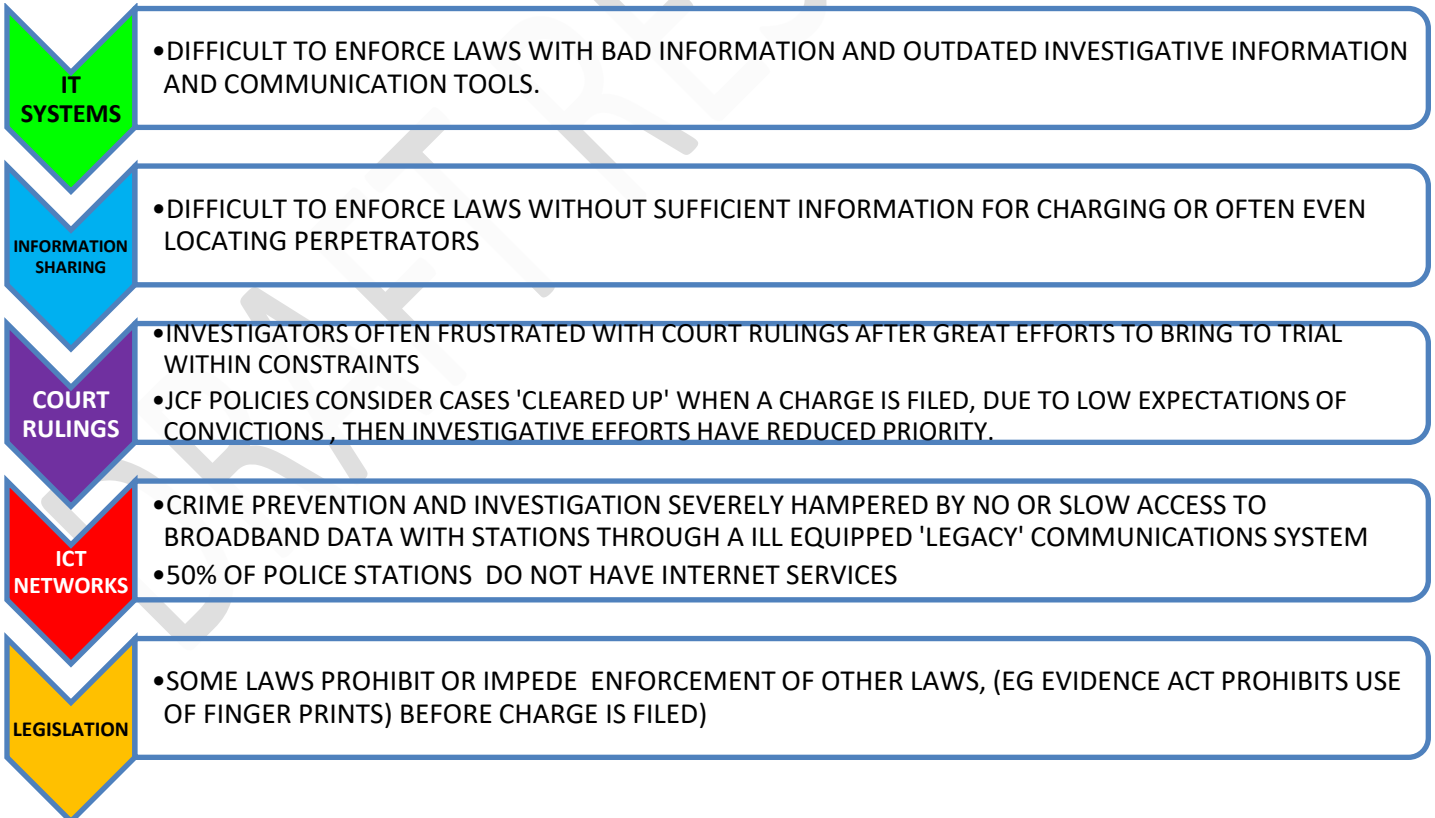 IT
SYSTEMS
•DIFFICULT TO ENFORCE LAWS WITH BAD INFORMATION AND OUTDATED INVESTIGATIVE INFORMATION
AND COMMUNICATION TOOLS.
INFORMATION
SHARING
•DIFFICULT TO ENFORCE LAWS WITHOUT SUFFICIENT INFORMATION FOR CHARGING OR OFTEN EVEN
LOCATING PERPETRATORS
COURT
RULINGS
•INVESTIGATORS OFTEN FRUSTRATED WITH COURT RULINGS AFTER GREAT EFFORTS TO BRING TO TRIAL
WITHIN CONSTRAINTS
•JCF POLICIES CONSIDER CASES 'CLEARED UP' WHEN A CHARGE IS FILED, DUE TO LOW EXPECTATIONS OF
CONVICTIONS , THEN INVESTIGATIVE EFFORTS HAVE REDUCED PRIORITY.
ICT
NETWORKS
•CRIME PREVENTION AND INVESTIGATION SEVERELY HAMPERED BY NO OR SLOW ACCESS TO
BROADBAND DATA WITH STATIONS THROUGH A ILL EQUIPPED 'LEGACY' COMMUNICATIONS SYSTEM
•50% OF POLICE STATIONS  DO NOT HAVE INTERNET SERVICES
LEGISLATION
•SOME LAWS PROHIBIT OR IMPEDE  ENFORCEMENT OF OTHER LAWS, (EG EVIDENCE ACT PROHIBITS USE
OF FINGER PRINTS) BEFORE CHARGE IS FILED)
DRAFT RES